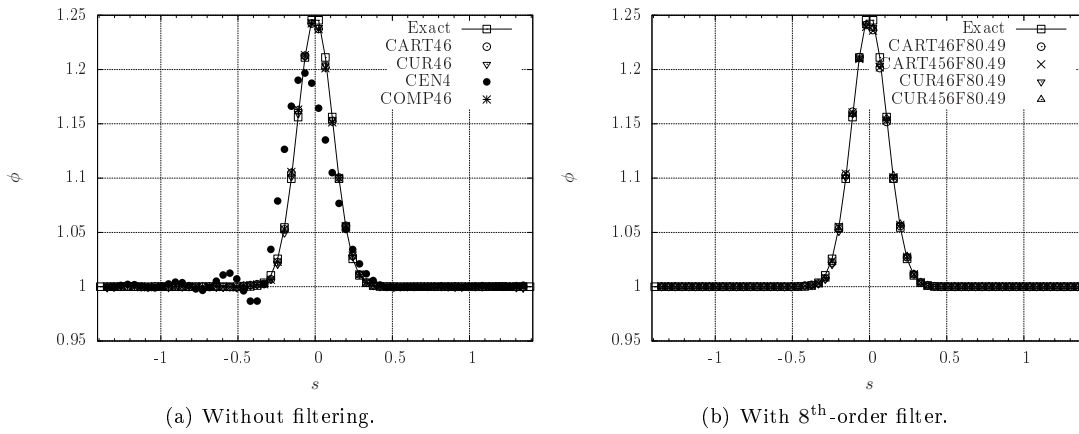 1.25
1.2
1.15
1.1
1.05
1
0.95
-1
-0.5
0
0.5
1
ϕ
s
Exact
CART46
CUR46
CEN4
COMP46
(a) Without filtering.
1.25
1.2
1.15
1.1
1.05
1
0.95
-1
-0.5
0
0.5
1
ϕ
s
Exact
CART46F80.49
CART456F80.49
CUR46F80.49
CUR456F80.49
(b) With 8th-order filter.